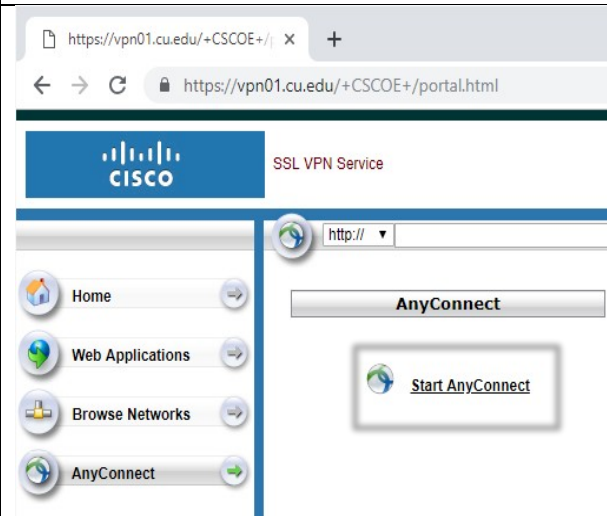 https://vpn01.cu.edu/+CSCOE+/
https://vpn01.cu.edu/+CSCOE+/portal.html
CISCO
SSL VPN Service
http://
Home
AnyConnect
Web Applications
Start AnyConnect
Browse Networks
AnyConnect